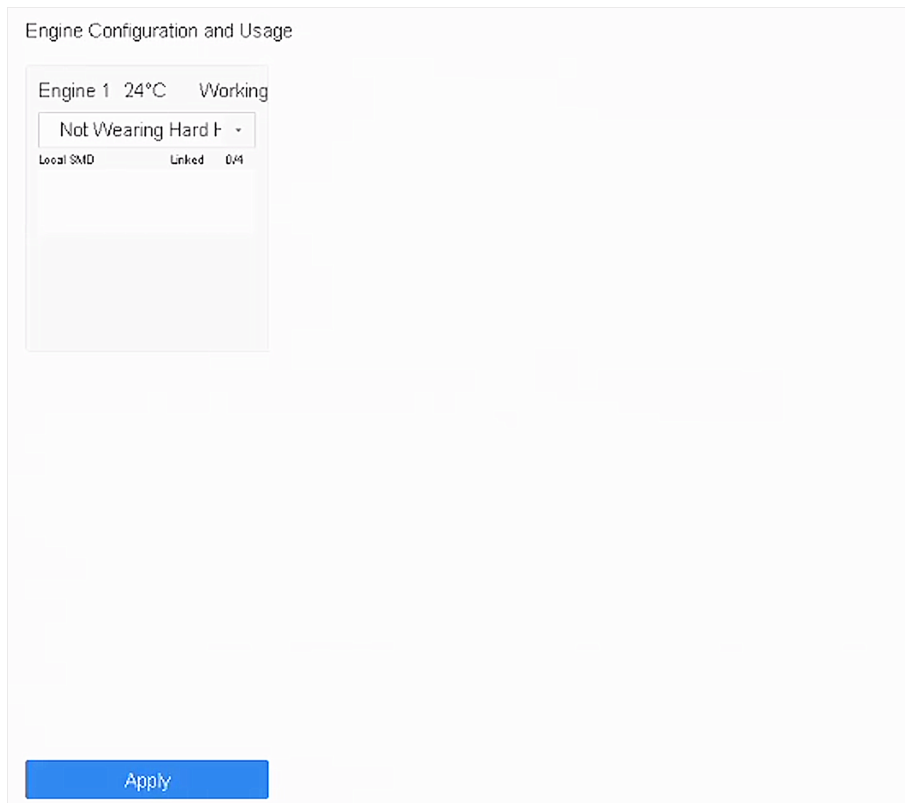 Engine Configuration and Usage
Engine 1 24°C Working
Not Wearing Hard H
Local SMD Linked 0/4
Apply